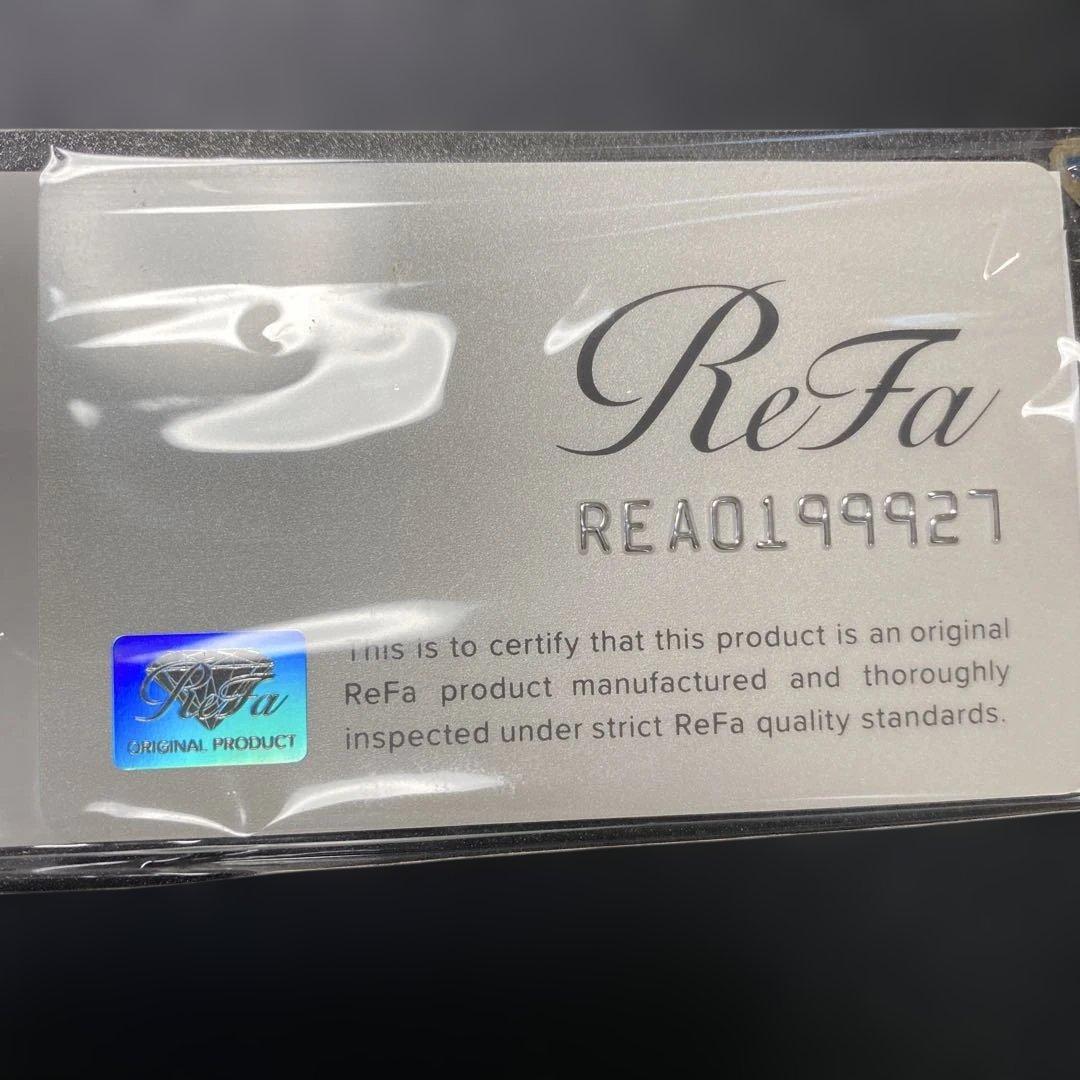 ReFa
REA0199927
This is to certify that this product is an original
ReFa product manufactured and thoroughly
inspected under strict ReFa quality standards.
ReFa
ORIGINAL PRODUCT